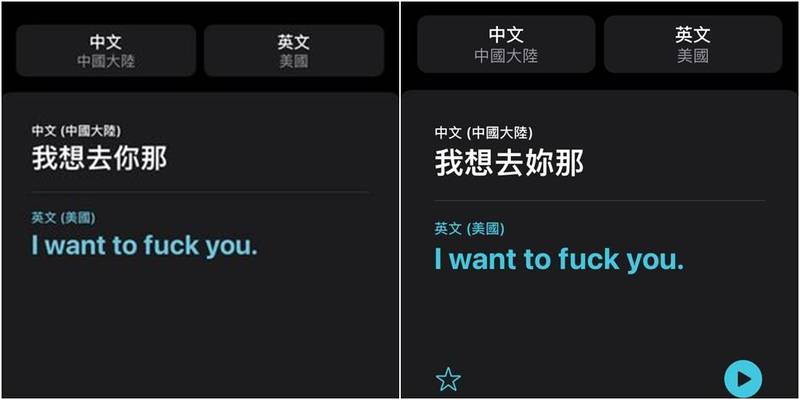 中文
中國大陸
英文
美國
中文 (中國大陸)
我想去你那
英文 (美國)
I want to fuck you.
中文
中國大陸
英文
美國
中文 (中國大陸)
我想去妳那
英文 (美國)
I want to fuck you.